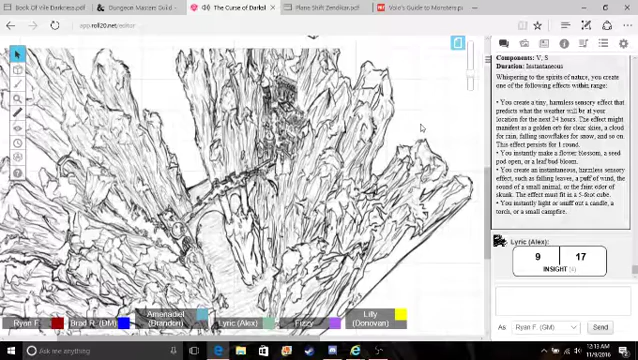 Book Of Vile Darkness.pdf
Dungeon Masters Guild -
The Curse of Darkol
Plane Shift Zendikar.pdf
Volo's Guide to Monsters.p
app.roll20.net/editor
Components: V, S
Duration: Instantaneous
Whispering to the spirits of nature, you create
one of the following effects within range:
• You create a tiny, harmless sensory effect that
predicts what the weather will be at your
location for the next 24 hours. The effect might
manifest as a golden orb for clear skies, a cloud
for rain, falling snowflakes for snow, and so on.
This effect persists for 1 round.
• You instantly make a flower blossom, a seed
pod open, or a leaf bud bloom.
• You create an instantaneous, harmless sensory
effect, such as falling leaves, a puff of wind, the
sound of a small animal, or the faint odor of
skunk. The effect must fit in a 5-foot cube.
• You instantly light or snuff out a candle, a
torch, or a small campfire.
Lyric (Alex):
9 17
INSIGHT
Ryan F.
Brad R. (DM)
Amenadiel
(Brandon)
Lyric (Alex)
Fizzy
Lilly
(Donovan)
As Ryan F. (GM) Send
Ask me anything
12:13 AM
11/9/2016